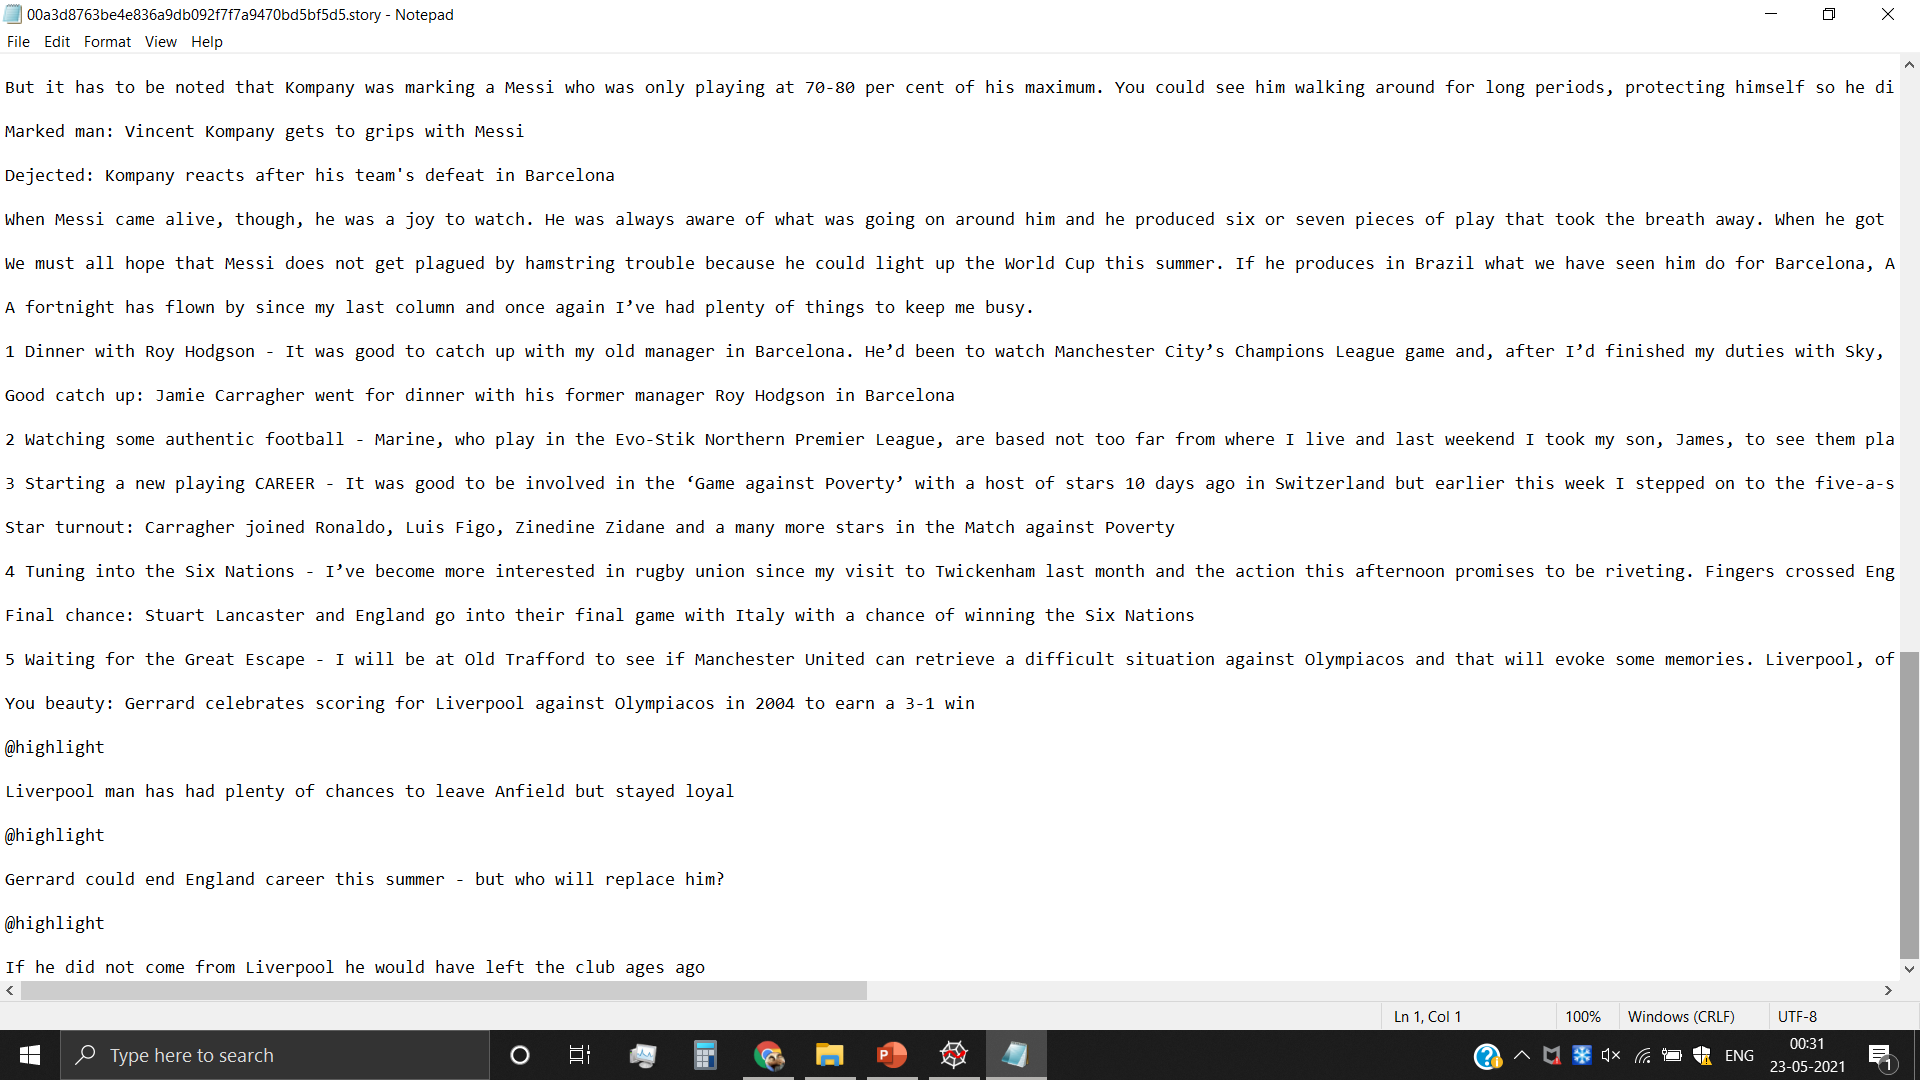 00a3d8763be4e836a9db092f7f7a9470bd5bf5d5.story - Notepad
File Edit Format View Help
But it has to be noted that Kompany was marking a Messi who was only playing at 70-80 per cent of his maximum. You could see him walking around for long periods, protecting himself so he di
Marked man: Vincent Kompany gets to grips with Messi
Dejected: Kompany reacts after his team's defeat in Barcelona
When Messi came alive, though, he was a joy to watch. He was always aware of what was going on around him and he produced six or seven pieces of play that took the breath away. When he got
We must all hope that Messi does not get plagued by hamstring trouble because he could light up the World Cup this summer. If he produces in Brazil what we have seen him do for Barcelona, A
A fortnight has flown by since my last column and once again I’ve had plenty of things to keep me busy.
1 Dinner with Roy Hodgson - It was good to catch up with my old manager in Barcelona. He’d been to watch Manchester City’s Champions League game and, after I’d finished my duties with Sky,
Good catch up: Jamie Carragher went for dinner with his former manager Roy Hodgson in Barcelona
2 Watching some authentic football - Marine, who play in the Evo-Stik Northern Premier League, are based not too far from where I live and last weekend I took my son, James, to see them pla
3 Starting a new playing CAREER - It was good to be involved in the ‘Game against Poverty’ with a host of stars 10 days ago in Switzerland but earlier this week I stepped on to the five-a-s
Star turnout: Carragher joined Ronaldo, Luis Figo, Zinedine Zidane and a many more stars in the Match against Poverty
4 Tuning into the Six Nations - I’ve become more interested in rugby union since my visit to Twickenham last month and the action this afternoon promises to be riveting. Fingers crossed Eng
Final chance: Stuart Lancaster and England go into their final game with Italy with a chance of winning the Six Nations
5 Waiting for the Great Escape - I will be at Old Trafford to see if Manchester United can retrieve a difficult situation against Olympiacos and that will evoke some memories. Liverpool, of
You beauty: Gerrard celebrates scoring for Liverpool against Olympiacos in 2004 to earn a 3-1 win
@highlight
Liverpool man has had plenty of chances to leave Anfield but stayed loyal
@highlight
Gerrard could end England career this summer - but who will replace him?
@highlight
If he did not come from Liverpool he would have left the club ages ago
Ln 1, Col 1 100% Windows (CRLF) UTF-8
Type here to search
ENG
00:31
23-05-2021
1